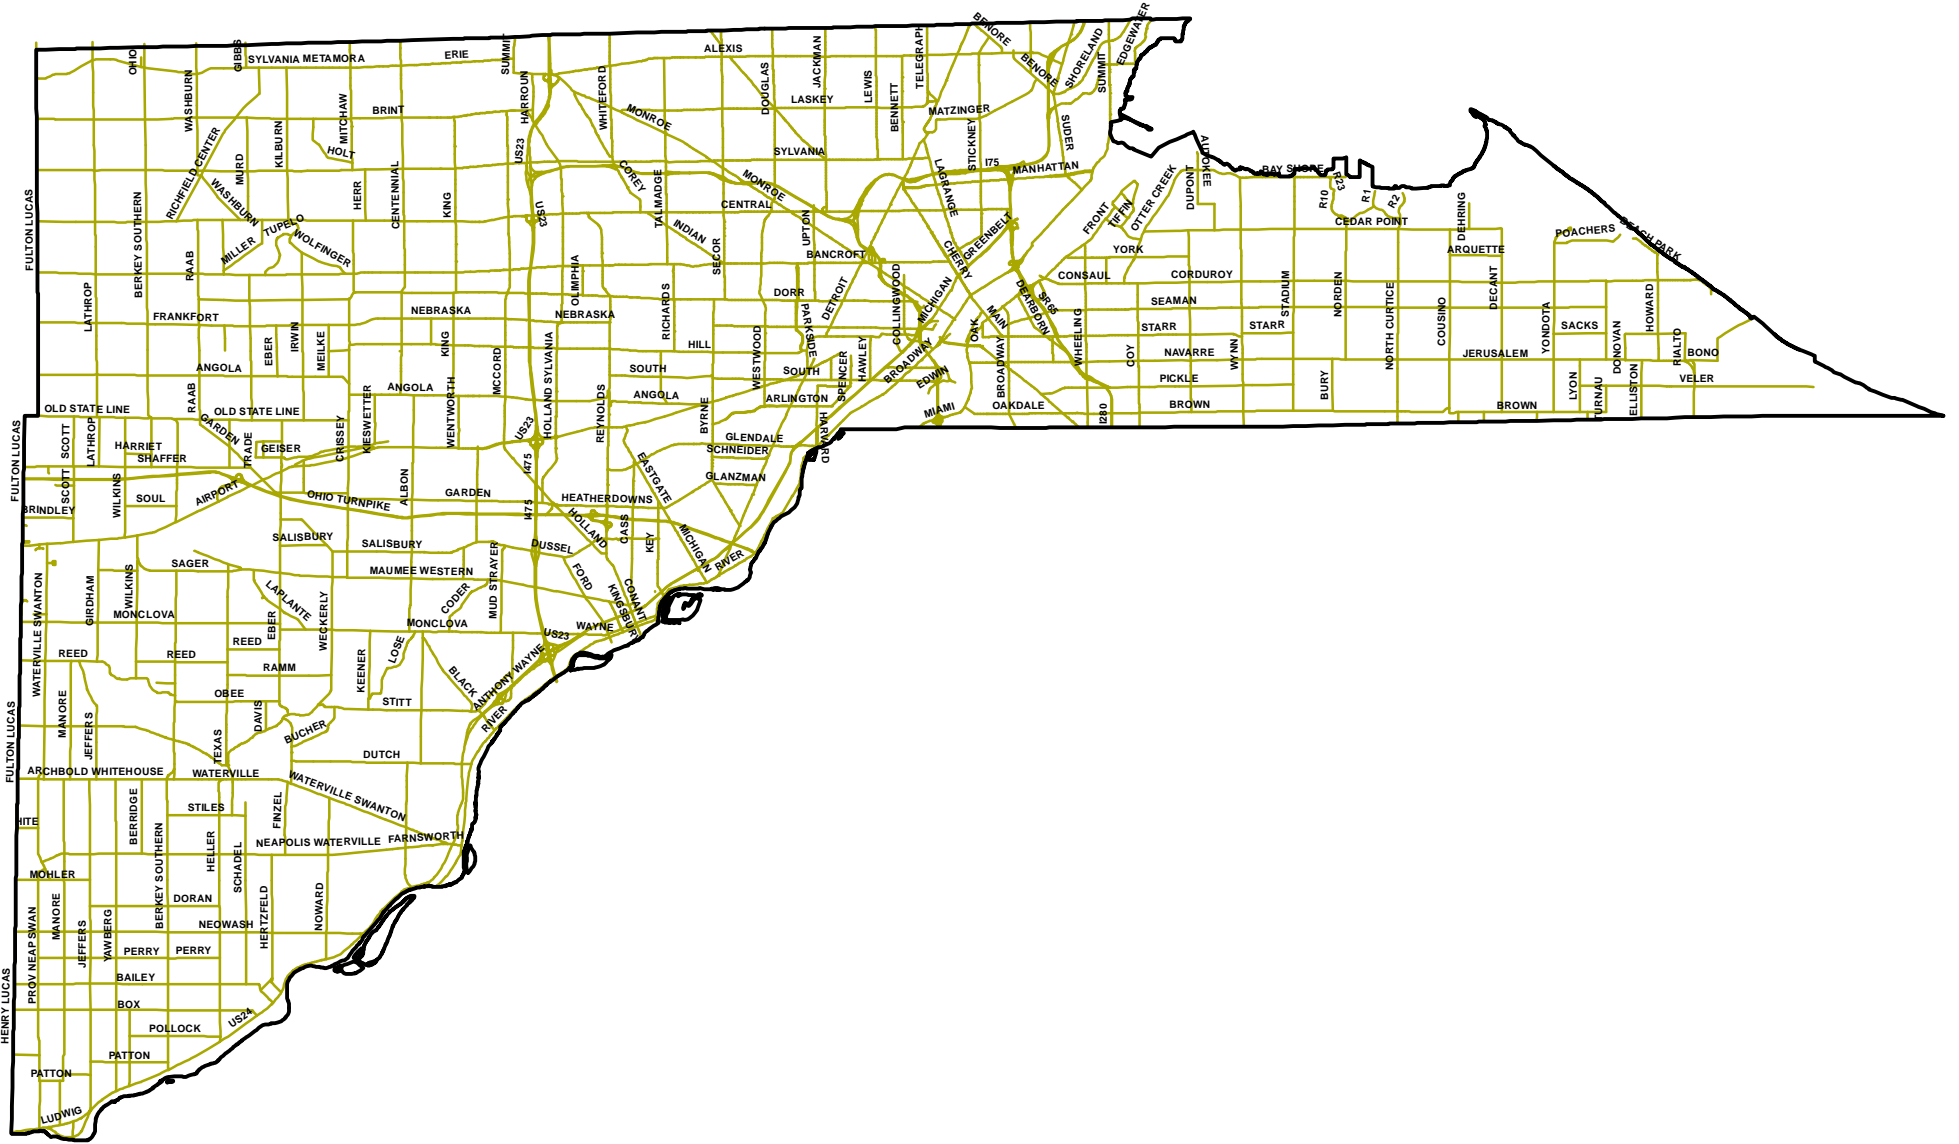 BENORE
EDGEWATER
OHIO
GIBBS
SYLVANIA METAMORA
ERIE
SUMMIT
ALEXIS
JACKMAN
TELEGRAPH
BENORE
SHORELAND
SUMMIT
WASHBURN
HARROUN
WHITEFORD
DOUGLAS
LEWIS
BENNETT
LASKEY
MATZINGER
BRINT
MITCHAW
MONROE
SUDER
STICKNEY
RICHFIELD CENTER
MURD
KILBURN
HOLT
US23
SYLVANIA
I75
MANHATTAN
AUDOKEE
BAY SHORE
HERR
CENTENNIAL
KING
COREY
TALMADGE
MONROE
LAGRANGE
OTTER CREEK
DUPONT
R23
R10
R1
R2
WASHBURN
CENTRAL
UPTON
FRONT
TIFFIN
CEDAR POINT
DEHRING
FULTON LUCAS
BERKEY SOUTHERN
MILLER
TUPELO
WOLFINGER
US23
INDIAN
SECOR
GREENBELT
POACHERS
BEACH PARK
RAAB
OLIMPHIA
BANCROFT
CHERRY
YORK
ARQUETTE
CONSAUL
CORDUROY
LATHROP
DORR
DETROIT
COLLINGWOOD
MICHIGAN
DEARBORN
SR65
SEAMAN
STADIUM
NORDEN
DECANT
FRANKFORT
NEBRASKA
NEBRASKA
RICHARDS
PARKSIDE
MAIN
OAK
WHEELING
STARR
STARR
NORTH CURTICE
COUSINO
YONDOTA
SACKS
DONOVAN
HOWARD
RIALTO
BONO
EBER
IRWIN
MEILKE
KING
HILL
WESTWOOD
SPENCER
HAWLEY
BROADWAY
EDWIN
BROADWAY
COY
NAVARRE
WYNN
JERUSALEM
ANGOLA
MCCORD
HOLLAND SYLVANIA
SOUTH
SOUTH
PICKLE
BURY
LYON
TURNAU
ELLISTON
VELER
RAAB
ANGOLA
WENTWORTH
REYNOLDS
ANGOLA
BYRNE
ARLINGTON
HARVARD
MIAMI
OAKDALE
I280
BROWN
BROWN
OLD STATE LINE
OLD STATE LINE
GARDEN
CRISSEY
KIESWETTER
US23
FULTON LUCAS
SCOTT
LATHROP
HARRIET
SHAFFER
TRADE
GEISER
GLENDALE
SCHNEIDER
I475
EASTGATE
GLANZMAN
SCOTT
WILKINS
SOUL
AIRPORT
OHIO TURNPIKE
ALBON
GARDEN
HEATHERDOWNS
BRINDLEY
I475
HOLLAND
CASS
KEY
MICHIGAN
RIVER
SALISBURY
SALISBURY
DUSSEL
SAGER
MAUMEE WESTERN
MUD STRAYER
FORD
WATERVILLE SWANTON
GIRDHAM
WILKINS
LAPLANTE
WECKERLY
CODER
KINGSBURY
CONANT
MONCLOVA
EBER
MONCLOVA
WAYNE
US23
REED
REED
REED
RAMM
KEENER
LOSE
BLACK
ANTHONY WAYNE
OBEE
STITT
RIVER
FULTON LUCAS
MANORE
JEFFERS
TEXAS
DAVIS
BUCHER
DUTCH
ARCHBOLD WHITEHOUSE
WATERVILLE
WATERVILLE SWANTON
BERRIDGE
STILES
FINZEL
HITE
NEAPOLIS WATERVILLE
FARNSWORTH
BERKEY SOUTHERN
HELLER
SCHADEL
MOHLER
DORAN
NOWARD
HERTZFELD
PROV NEAP SWAN
MANORE
JEFFERS
YAWBERG
NEOWASH
PERRY
PERRY
BAILEY
HENRY LUCAS
BOX
US24
POLLOCK
PATTON
PATTON
LUDWIG